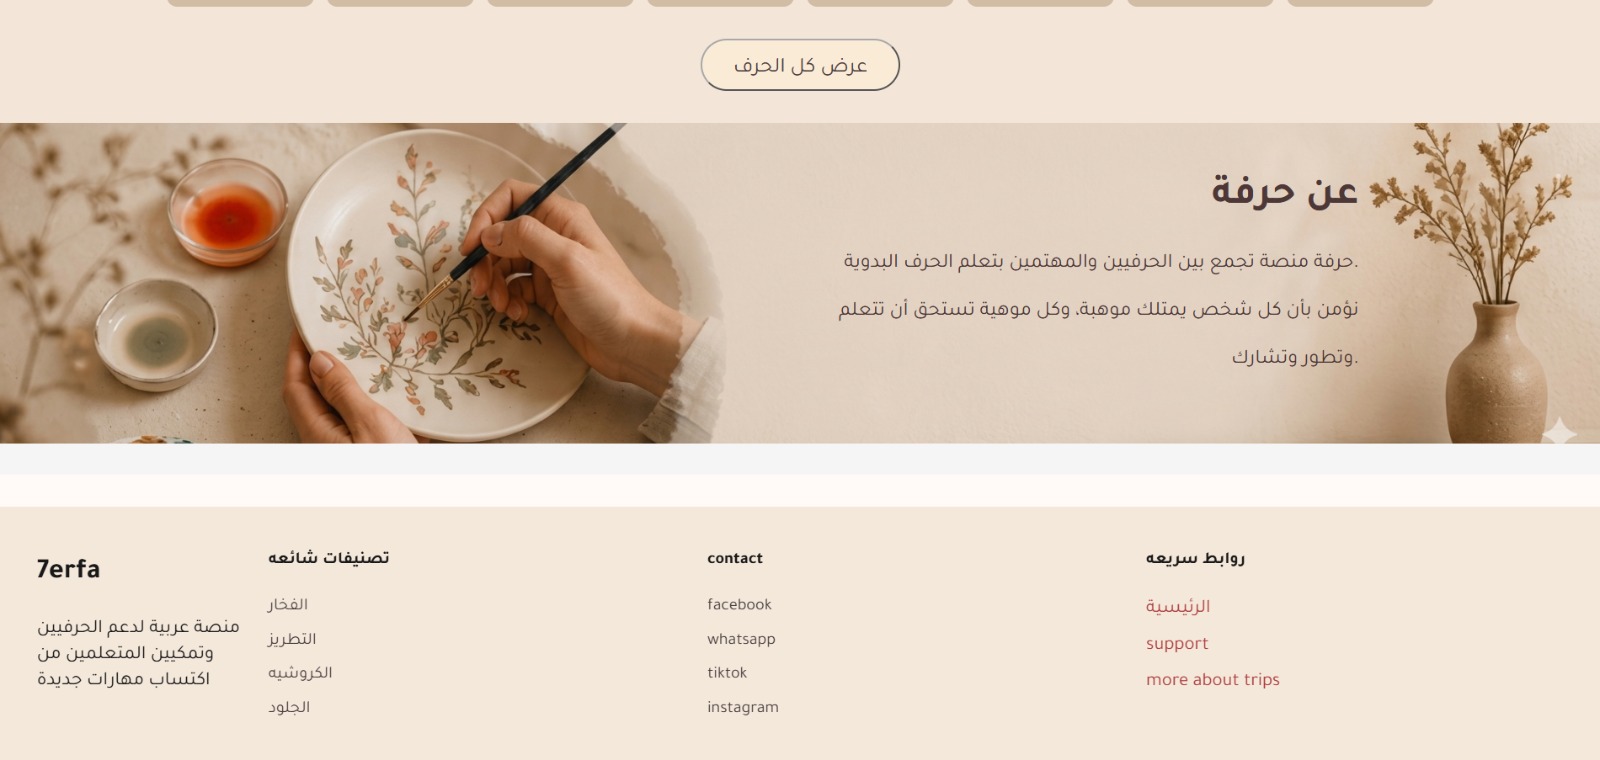 عرض كل الحرف
عن حرفة
.حرفة منصة تجمع بين الحرفيين والمهتمين بتعلم الحرف اليدوية
نؤمن بأن كل شخص يمتلك موهبة، وكل موهبة تستحق أن تتعلم
.وتطور وتشارك
7erfa
منصة عربية لدعم الحرفيين
وتمكيين المتعلمين من
اكتساب مهارات جديدة
تصنيفات شائعه
الفخار
التطريز
الكروشيه
الجلود
contact
facebook
whatsapp
tiktok
instagram
روابط سريعه
الرئيسية
support
more about trips